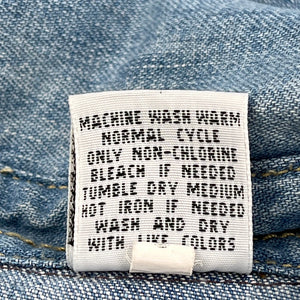 MACHINE WASH WARM
NORMAL CYCLE
ONLY NON-CHLORINE
BLEACH IF NEEDED
TUMBLE DRY MEDIUM
HOT IRON IF NEEDED
WASH AND DRY
WITH LIKE COLORS